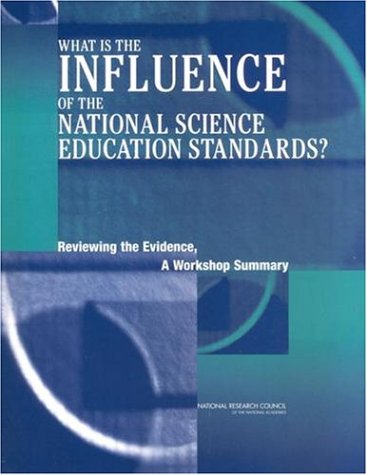 WHAT IS THE
INFLUENCE
OF THE
NATIONAL SCIENCE
EDUCATION STANDARDS?
Reviewing the Evidence,
A Workshop Summary
NATIONAL RESEARCH COUNCIL
OF THE NATIONAL ACADEMIES